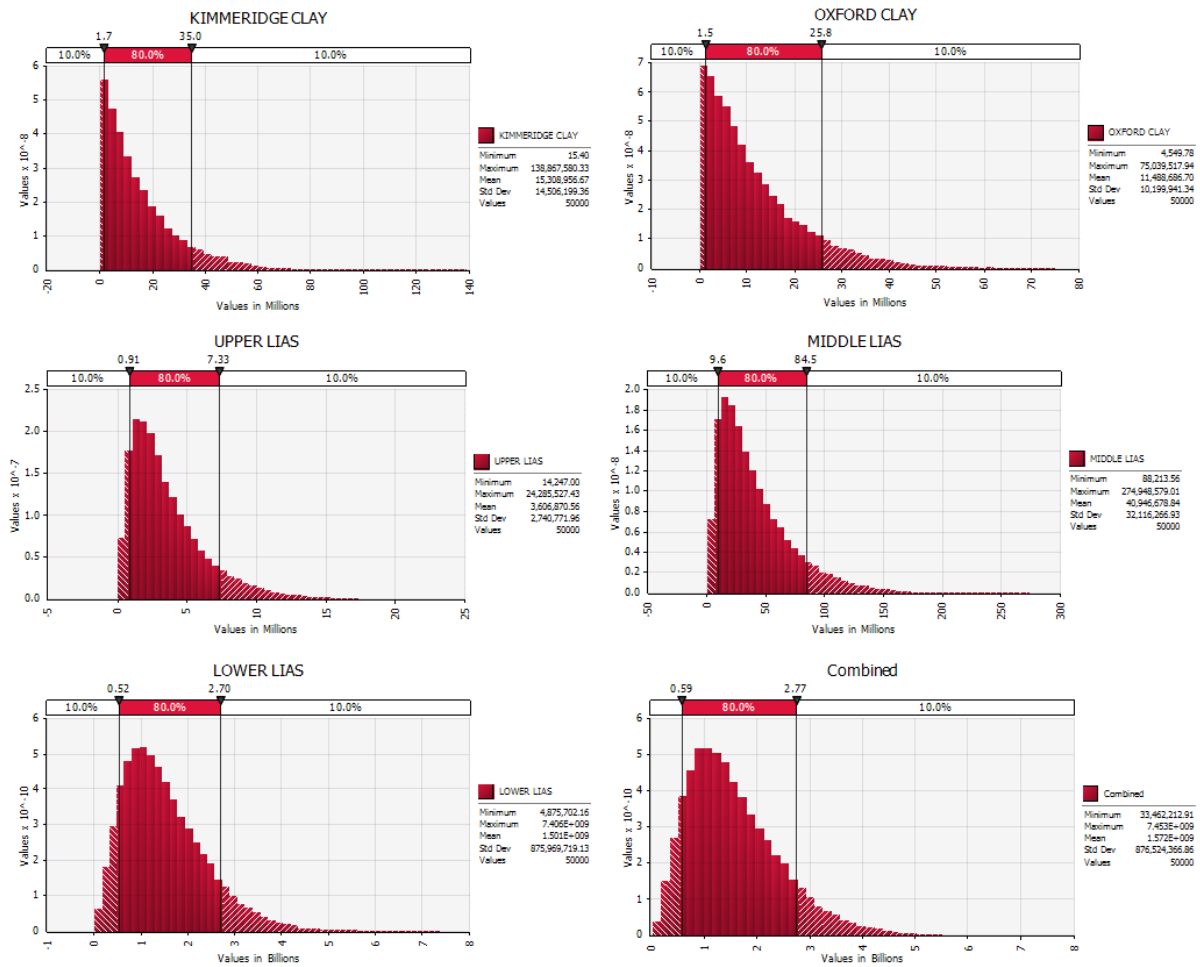 KIMMERIDGE CLAY
1.7 35.0
10.0% 80.0% 10.0%
6
5
4
3
2
1
0
Values x 10^-8
-20 0 20 40 60 80 100 120 140
Values in Millions
KIMMERIDGE CLAY
Minimum 15.40
Maximum 138,867,580.33
Mean 15,308,956.67
Std Dev 14,506,199.36
Values 50000
OXFORD CLAY
1.5 25.8
10.0% 80.0% 10.0%
7
6
5
4
3
2
1
0
Values x 10^-8
-10 0 10 20 30 40 50 60 70 80
Values in Millions
OXFORD CLAY
Minimum 4,549.78
Maximum 75,039,517.94
Mean 11,488,686.70
Std Dev 10,199,941.34
Values 50000
UPPER LIAS
0.91 7.33
10.0% 80.0% 10.0%
2.5
2.0
1.5
1.0
0.5
0.0
Values x 10^-7
-5 0 5 10 15 20 25
Values in Millions
UPPER LIAS
Minimum 14,247.00
Maximum 24,285,527.43
Mean 3,606,870.56
Std Dev 2,740,771.96
Values 50000
MIDDLE LIAS
9.6 84.5
10.0% 80.0% 10.0%
2.0
1.8
1.6
1.4
1.2
1.0
0.8
0.6
0.4
0.2
0.0
Values x 10^-8
-50 0 50 100 150 200 250 300
Values in Millions
MIDDLE LIAS
Minimum 88,213.56
Maximum 274,948,579.01
Mean 40,946,678.84
Std Dev 32,116,266.93
Values 50000
LOWER LIAS
0.52 2.70
10.0% 80.0% 10.0%
6
5
4
3
2
1
0
Values x 10^-10
-1 0 1 2 3 4 5 6 7 8
Values in Billions
LOWER LIAS
Minimum 4,875,702.16
Maximum 7.406E+009
Mean 1.501E+009
Std Dev 875,969,719.13
Values 50000
Combined
0.59 2.77
10.0% 80.0% 10.0%
6
5
4
3
2
1
0
Values x 10^-10
0 1 2 3 4 5 6 7 8
Values in Billions
Combined
Minimum 33,462,212.91
Maximum 7.453E+009
Mean 1.572E+009
Std Dev 876,524,366.86
Values 50000